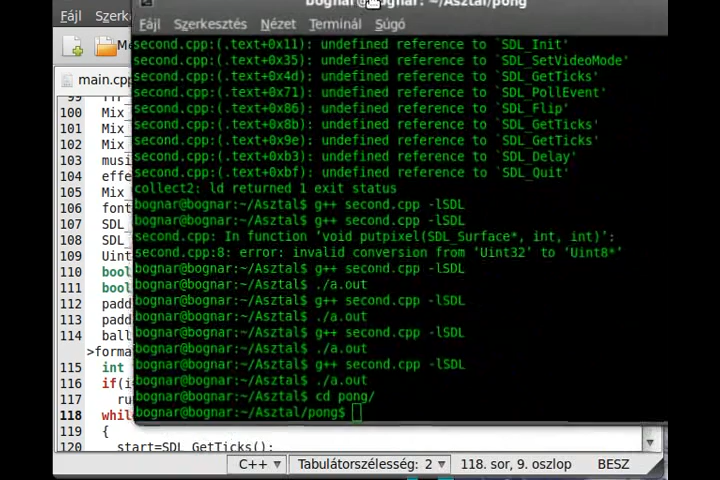 bognar@bognar: ~/Asztal/pong
Fájl Szerk
Fájl Szerkesztés Nézet Terminál Súgó
main.cpp
second.cpp:(.text+0x11): undefined reference to `SDL_Init'
second.cpp:(.text+0x35): undefined reference to `SDL_SetVideoMode'
second.cpp:(.text+0x4d): undefined reference to `SDL_GetTicks'
second.cpp:(.text+0x71): undefined reference to `SDL_PollEvent'
second.cpp:(.text+0x86): undefined reference to `SDL_Flip'
second.cpp:(.text+0x8b): undefined reference to `SDL_GetTicks'
second.cpp:(.text+0x9e): undefined reference to `SDL_GetTicks'
second.cpp:(.text+0xb3): undefined reference to `SDL_Delay'
second.cpp:(.text+0xbf): undefined reference to `SDL_Quit'
collect2: ld returned 1 exit status
bognar@bognar:~/Asztal$ g++ second.cpp -lSDL
bognar@bognar:~/Asztal$ g++ second.cpp -lSDL
second.cpp: In function ‘void putpixel(SDL_Surface*, int, int)’:
second.cpp:8: error: invalid conversion from ‘Uint32’ to ‘Uint8*’
bognar@bognar:~/Asztal$ g++ second.cpp -lSDL
bognar@bognar:~/Asztal$ ./a.out
bognar@bognar:~/Asztal$ g++ second.cpp -lSDL
bognar@bognar:~/Asztal$ ./a.out
bognar@bognar:~/Asztal$ g++ second.cpp -lSDL
bognar@bognar:~/Asztal$ ./a.out
bognar@bognar:~/Asztal$ g++ second.cpp -lSDL
bognar@bognar:~/Asztal$ ./a.out
bognar@bognar:~/Asztal$ cd pong/
bognar@bognar:~/Asztal/pong$
100 Mix
101 Mix
102 Mix
103 musi
104 effe
105 Mix
106 font
107 SDL
108 SDL
109 Uint
110 bool
111 bool
112 padd
113 padd
114 ball
>forma
115 int
116 if(i
117 ru
118 whil
119 {
120 start=SDL_GetTicks();
C++ Tabulátorszélesség: 2 118. sor, 9. oszlop BESZ